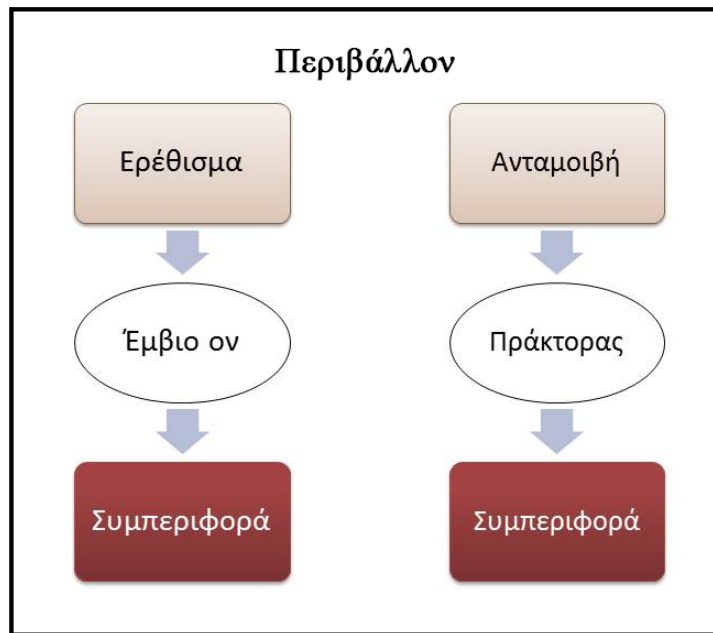 Περιβάλλον
Ερέθισμα
Ανταμοιβή
Έμβιο ον
Πράκτορας
Συμπεριφορά
Συμπεριφορά